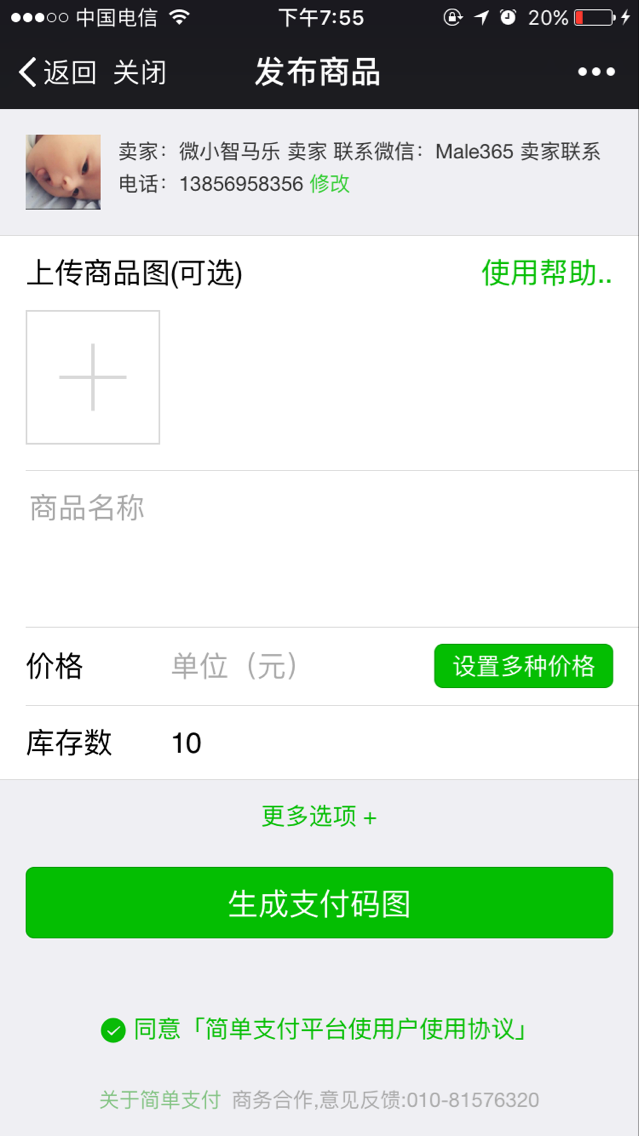 中国电信 下午7:55 20%
返回 关闭 发布商品
卖家：微小智马乐 卖家 联系微信：Male365 卖家联系
电话：13856958356 修改
上传商品图(可选) 使用帮助..
商品名称
价格 单位（元） 设置多种价格
库存数 10
更多选项 +
生成支付码图
同意「简单支付平台使用户使用协议」
关于简单支付 商务合作,意见反馈:010-81576320